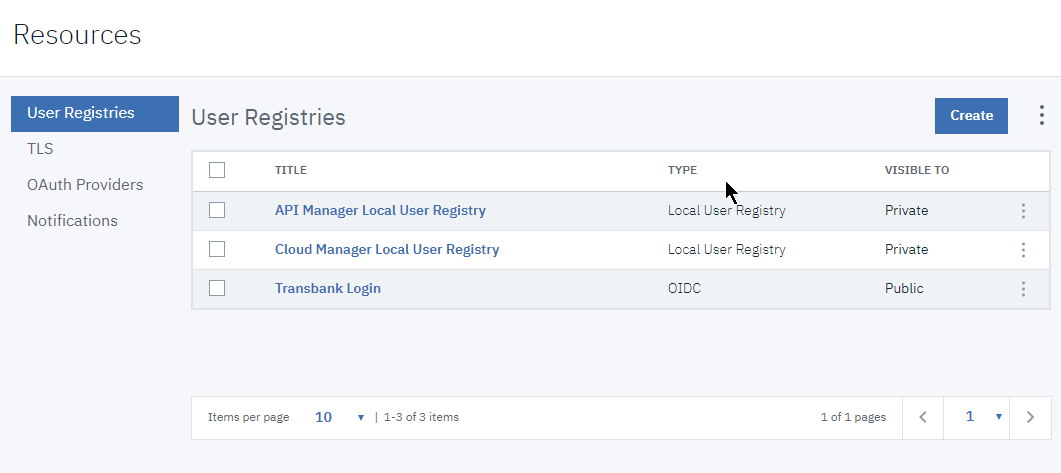 Resources
User Registries
TLS
OAuth Providers
Notifications
User Registries
Create
TITLE TYPE VISIBLE TO
API Manager Local User Registry Local User Registry Private
Cloud Manager Local User Registry Local User Registry Private
Transbank Login OIDC Public
Items per page 10 | 1-3 of 3 items 1 of 1 pages 1